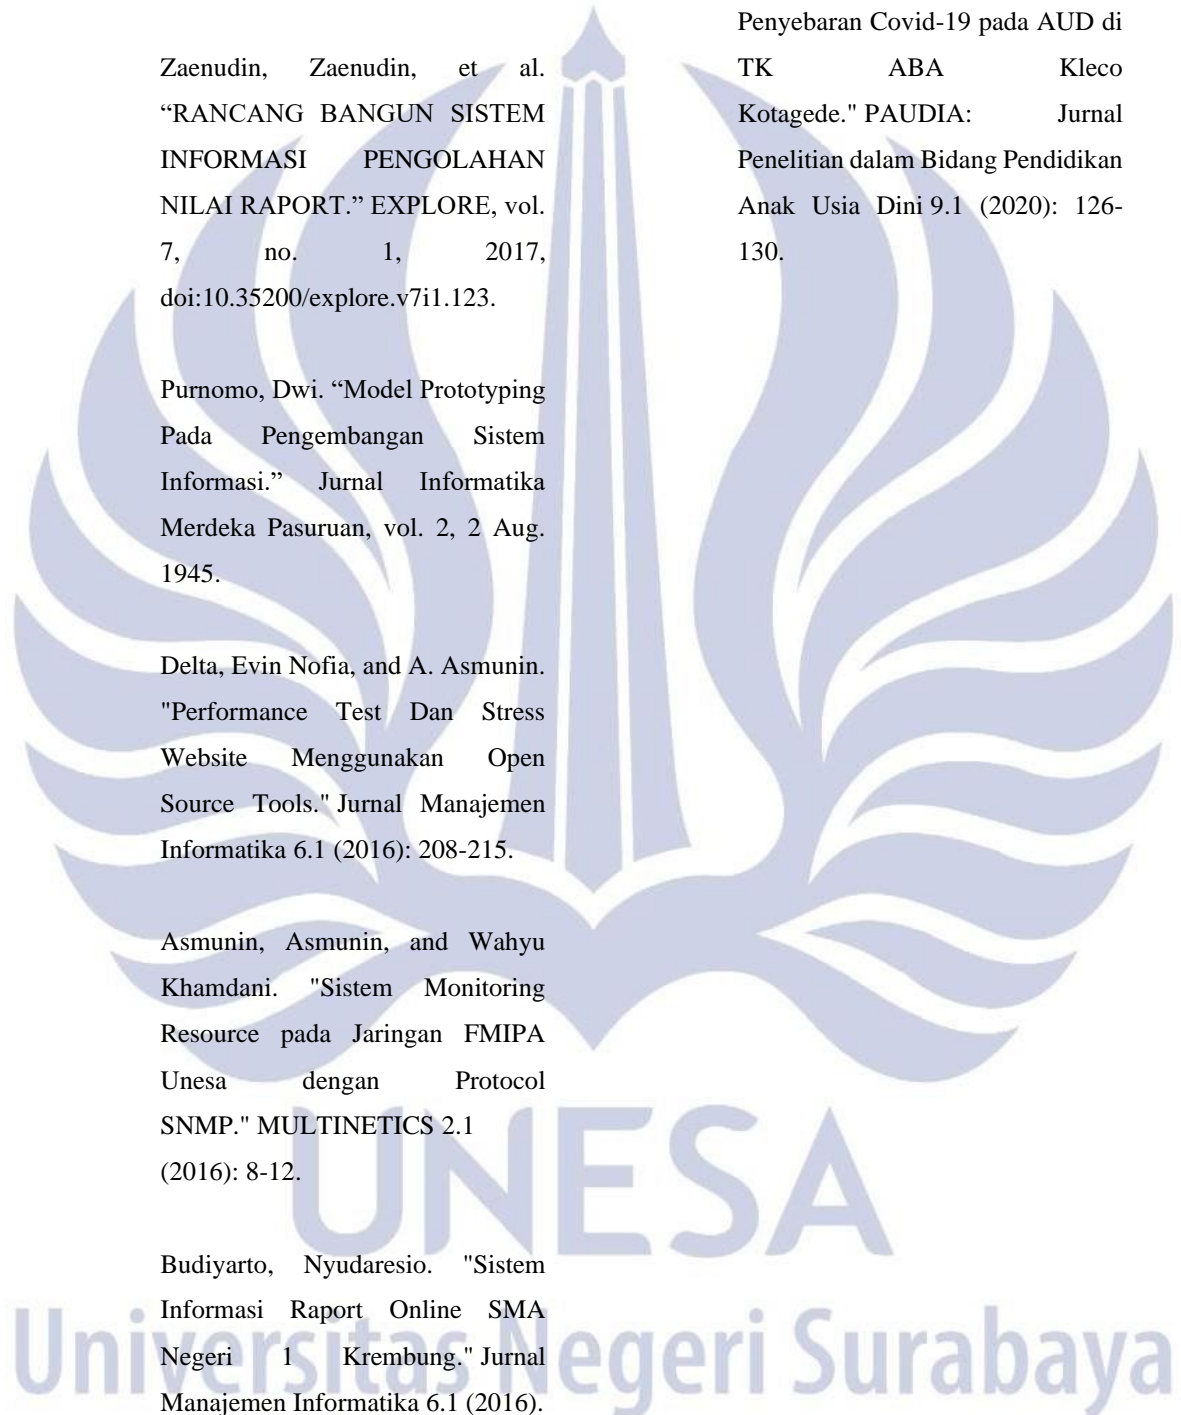 Zaenudin, Zaenudin, et al.
“RANCANG BANGUN SISTEM
INFORMASI PENGOLAHAN
NILAI RAPORT.” EXPLORE, vol.
7, no. 1, 2017,
doi:10.35200/explore.v7i1.123.
Purnomo, Dwi. “Model Prototyping
Pada Pengembangan Sistem
Informasi.” Jurnal Informatika
Merdeka Pasuruan, vol. 2, 2 Aug.
1945.
Delta, Evin Nofia, and A. Asmunin.
"Performance Test Dan Stress
Website Menggunakan Open
Source Tools." Jurnal Manajemen
Informatika 6.1 (2016): 208-215.
Asmunin, Asmunin, and Wahyu
Khamdani. "Sistem Monitoring
Resource pada Jaringan FMIPA
Unesa dengan Protocol
SNMP." MULTINETICS 2.1
(2016): 8-12.
Budiyarto, Nyudaresio. "Sistem
Informasi Raport Online SMA
Negeri 1 Krembung." Jurnal
Manajemen Informatika 6.1 (2016).
Penyebaran Covid-19 pada AUD di
TK ABA Kleco
Kotagede." PAUDIA: Jurnal
Penelitian dalam Bidang Pendidikan
Anak Usia Dini 9.1 (2020): 126-
130.
UNESA
Universitas Negeri Surabaya